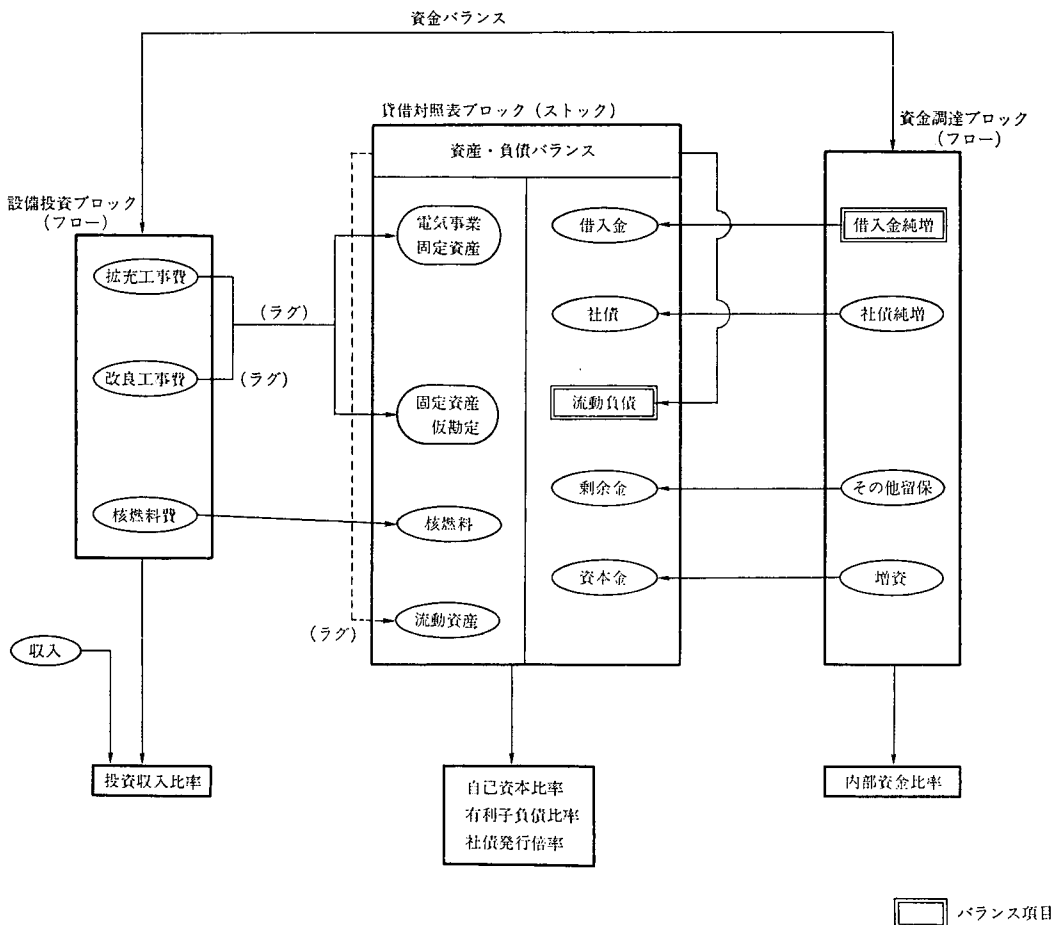 資金バランス
貸借対照表ブロック（ストック）
資金調達ブロック
（フロー）
資産・負債バランス
設備投資ブロック
（フロー）
電気事業
固定資産
借入金
借入金純増
拡充工事費
（ラグ）
社債
社債純増
改良工事費
（ラグ）
固定資産
仮勘定
流動負債
剰余金
その他留保
核燃料費
核燃料
資本金
増資
流動資産
（ラグ）
収入
投資収入比率
自己資本比率
有利子負債比率
社債発行倍率
内部資金比率
バランス項目